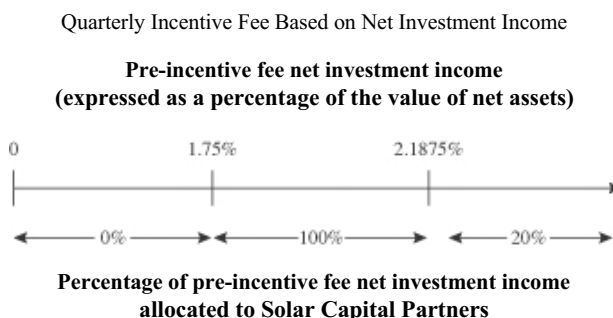 Quarterly Incentive Fee Based on Net Investment Income
Pre-incentive fee net investment income
(expressed as a percentage of the value of net assets)
0 1.75% 2.1875%
0% 100% 20%
Percentage of pre-incentive fee net investment income
allocated to Solar Capital Partners